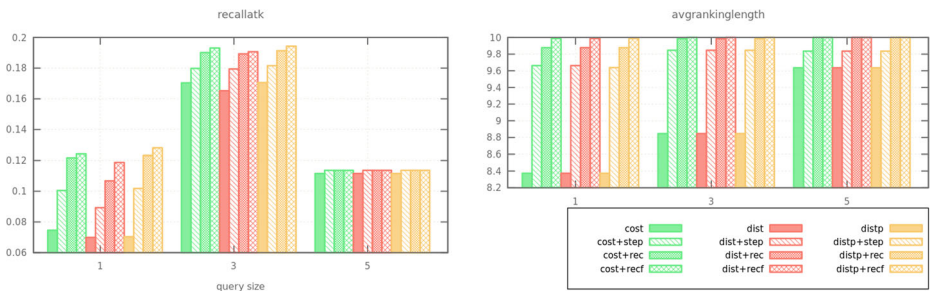 recallatk
0.2
0.18
0.16
0.14
0.12
0.1
0.08
0.06
1 3 5
query size
avgrankinglength
10
9.8
9.6
9.4
9.2
9
8.8
8.6
8.4
8.2
1 3 5
cost dist distp
cost+step dist+step distp+step
cost+rec dist+rec distp+rec
cost+recf dist+recf distp+recf